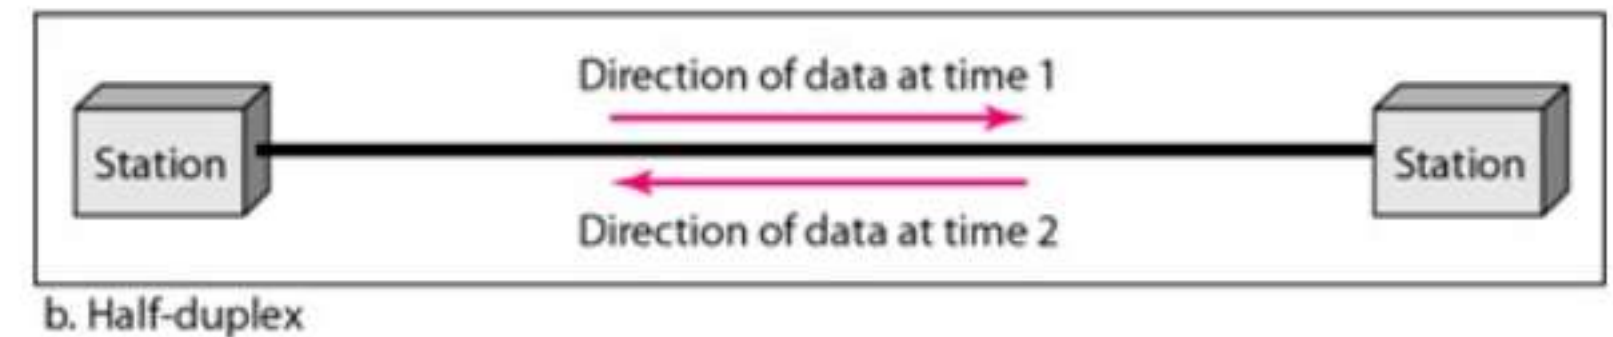 Direction of data at time 1
Station
Station
Direction of data at time 2
b. Half-duplex